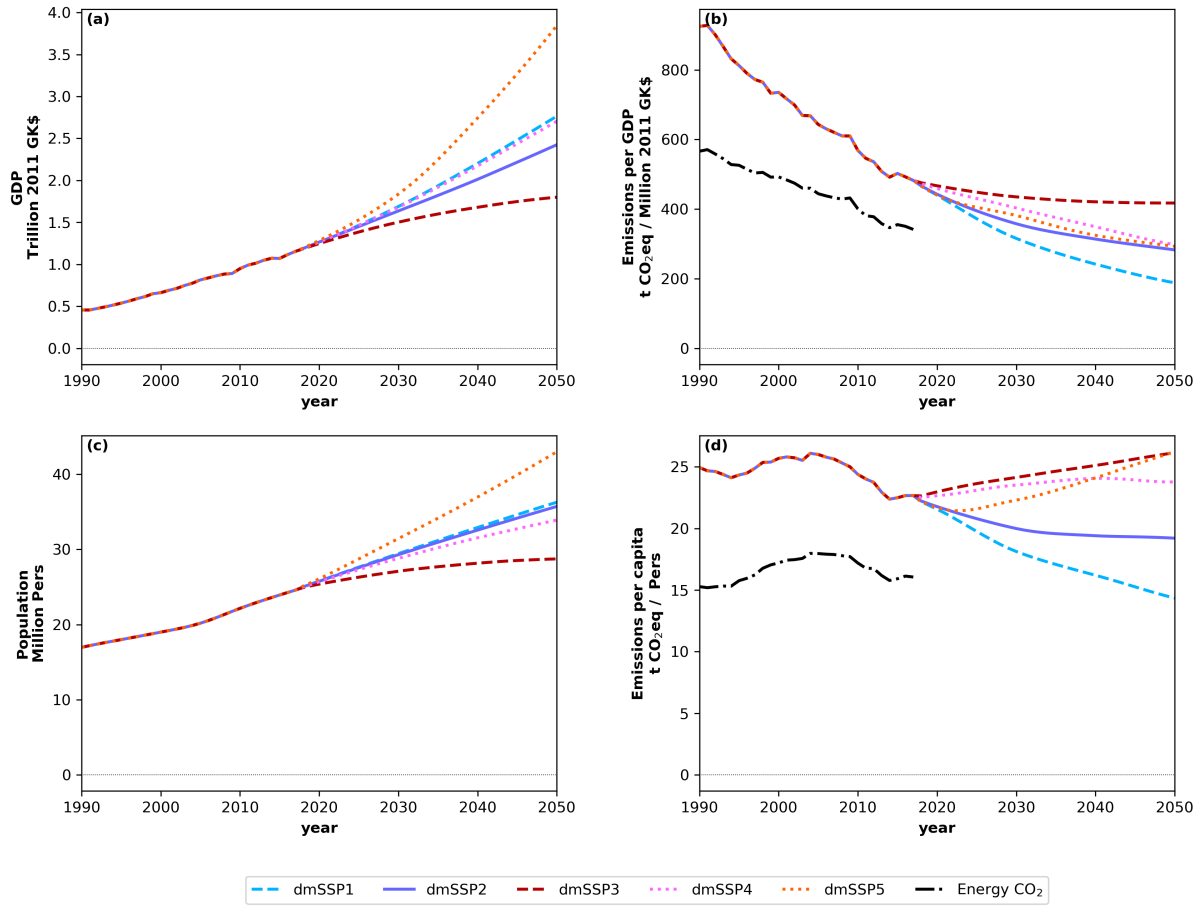 (a)
GDP
Trillion 2011 GK$
4.0
3.5
3.0
2.5
2.0
1.5
1.0
0.5
0.0
1990 2000 2010 2020 2030 2040 2050
year
(b)
Emissions per GDP
t CO₂eq / Million 2011 GK$
800
600
400
200
0
1990 2000 2010 2020 2030 2040 2050
year
(c)
Population
Million Pers
40
30
20
10
0
1990 2000 2010 2020 2030 2040 2050
year
(d)
Emissions per capita
t CO₂eq / Pers
25
20
15
10
5
0
1990 2000 2010 2020 2030 2040 2050
year
dmSSP1 dmSSP2 dmSSP3 dmSSP4 dmSSP5 Energy CO₂